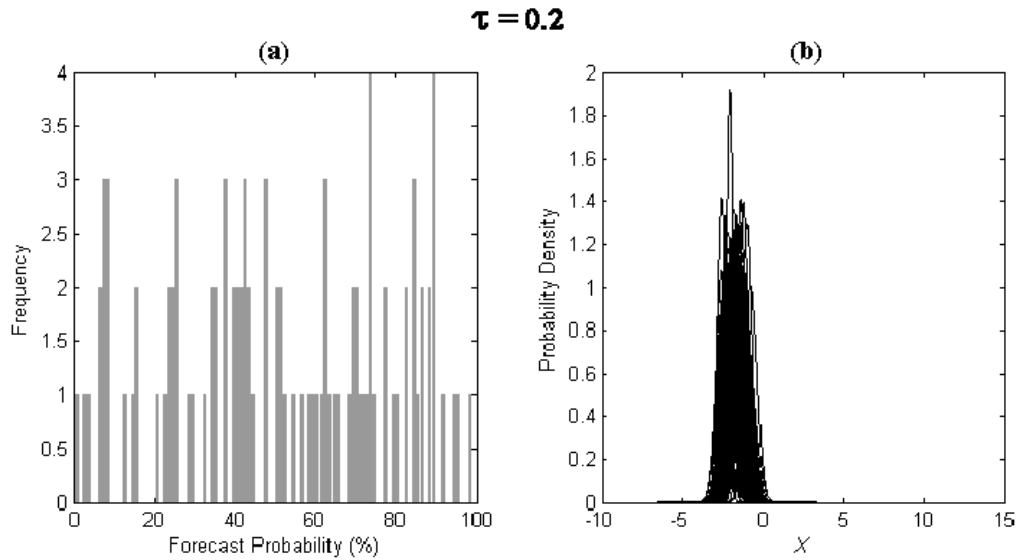 τ = 0.2
(a)
4
3.5
3
2.5
2
1.5
1
0.5
0
Frequency
0 20 40 60 80 100
Forecast Probability (%)
(b)
2
1.8
1.6
1.4
1.2
1
0.8
0.6
0.4
0.2
0
Probability Density
-10 -5 0 5 10 15
X